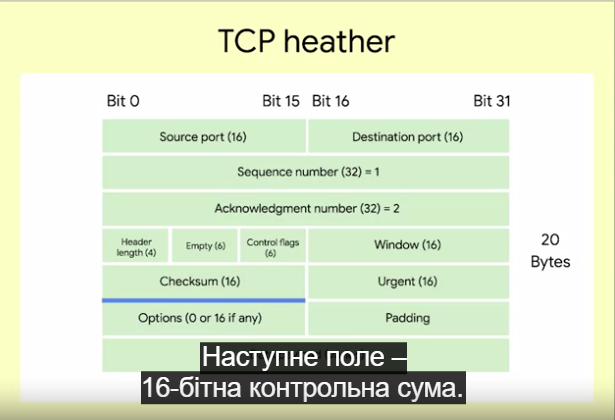 TCP heather
Bit 0 Bit 15 Bit 16 Bit 31
Source port (16) Destination port (16)
Sequence number (32) = 1
Acknowledgment number (32) = 2
Header
length (4)
Empty (6)
Control flags
(6)
Window (16)
20
Bytes
Checksum (16) Urgent (16)
Options (0 or 16 if any) Padding
Наступне поле –
16-бітна контрольна сума.